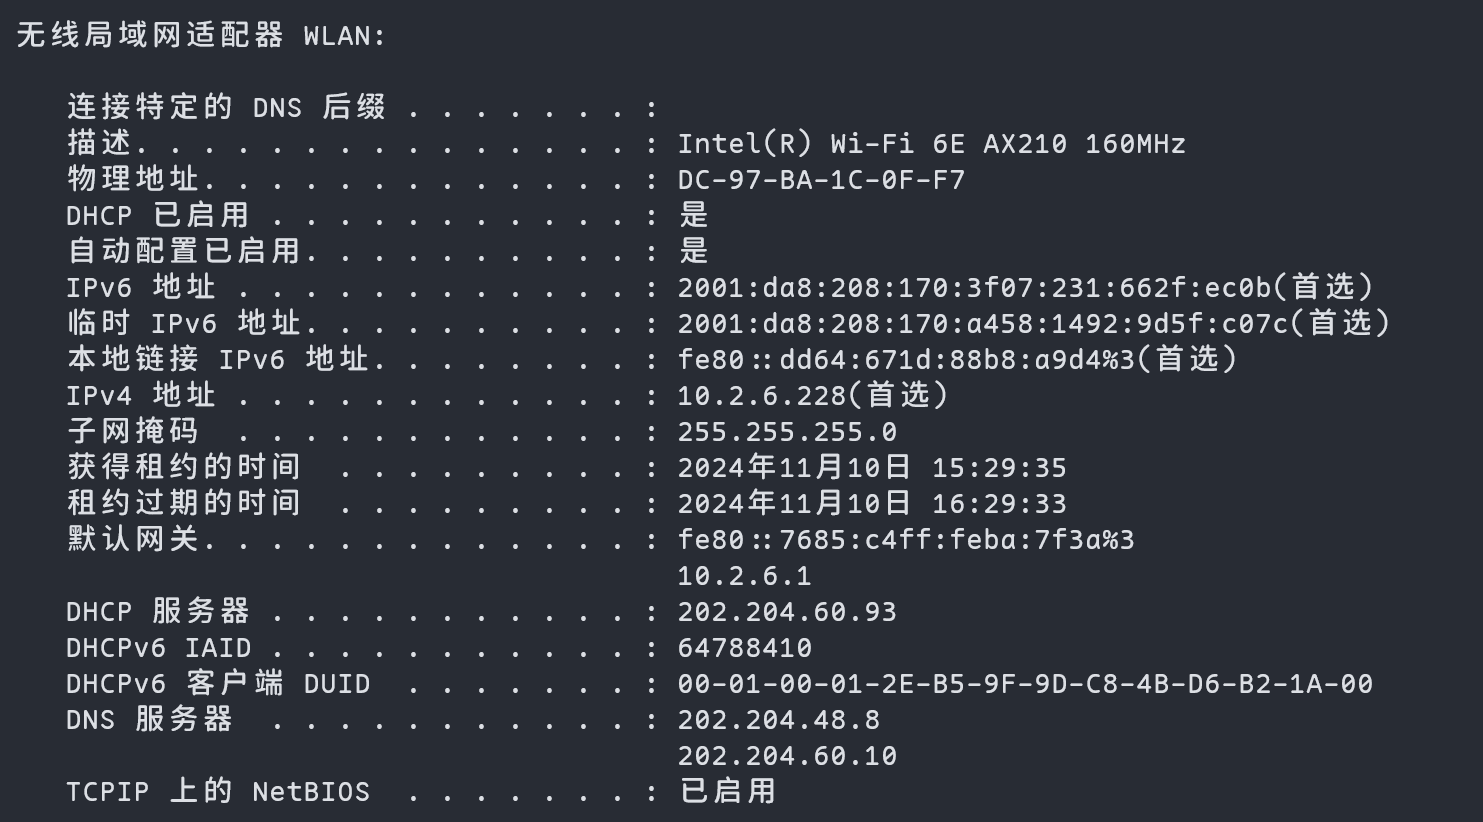 无线局域网适配器 WLAN:
连接特定的 DNS 后缀 . . . . . . . :
描述. . . . . . . . . . . . . . . : Intel(R) Wi-Fi 6E AX210 160MHz
物理地址. . . . . . . . . . . . . : DC-97-BA-1C-0F-F7
DHCP 已启用 . . . . . . . . . . . : 是
自动配置已启用. . . . . . . . . . : 是
IPv6 地址 . . . . . . . . . . . . : 2001:da8:208:170:3f07:231:662f:ec0b(首选)
临时 IPv6 地址. . . . . . . . . . : 2001:da8:208:170:a458:1492:9d5f:c07c(首选)
本地链接 IPv6 地址. . . . . . . . : fe80::dd64:671d:88b8:a9d4%3(首选)
IPv4 地址 . . . . . . . . . . . . : 10.2.6.228(首选)
子网掩码  . . . . . . . . . . . . : 255.255.255.0
获得租约的时间  . . . . . . . . . : 2024年11月10日 15:29:35
租约过期的时间  . . . . . . . . . : 2024年11月10日 16:29:33
默认网关. . . . . . . . . . . . . : fe80::7685:c4ff:feba:7f3a%3
10.2.6.1
DHCP 服务器 . . . . . . . . . . . : 202.204.60.93
DHCPv6 IAID . . . . . . . . . . . : 64788410
DHCPv6 客户端 DUID  . . . . . . . : 00-01-00-01-2E-B5-9F-9D-C8-4B-D6-B2-1A-00
DNS 服务器  . . . . . . . . . . . : 202.204.48.8
202.204.60.10
TCPIP 上的 NetBIOS  . . . . . . . : 已启用